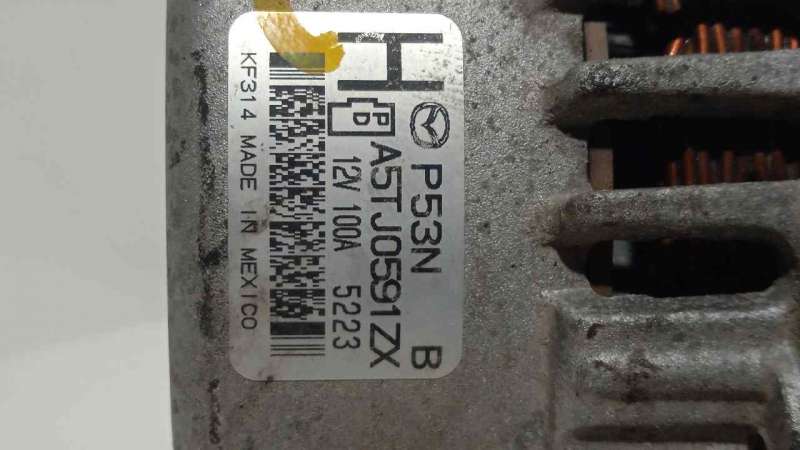 H
P53N B
A5TJ0591ZX
P
D
12V 100A 5223
KF314 MADE IN MEXICO